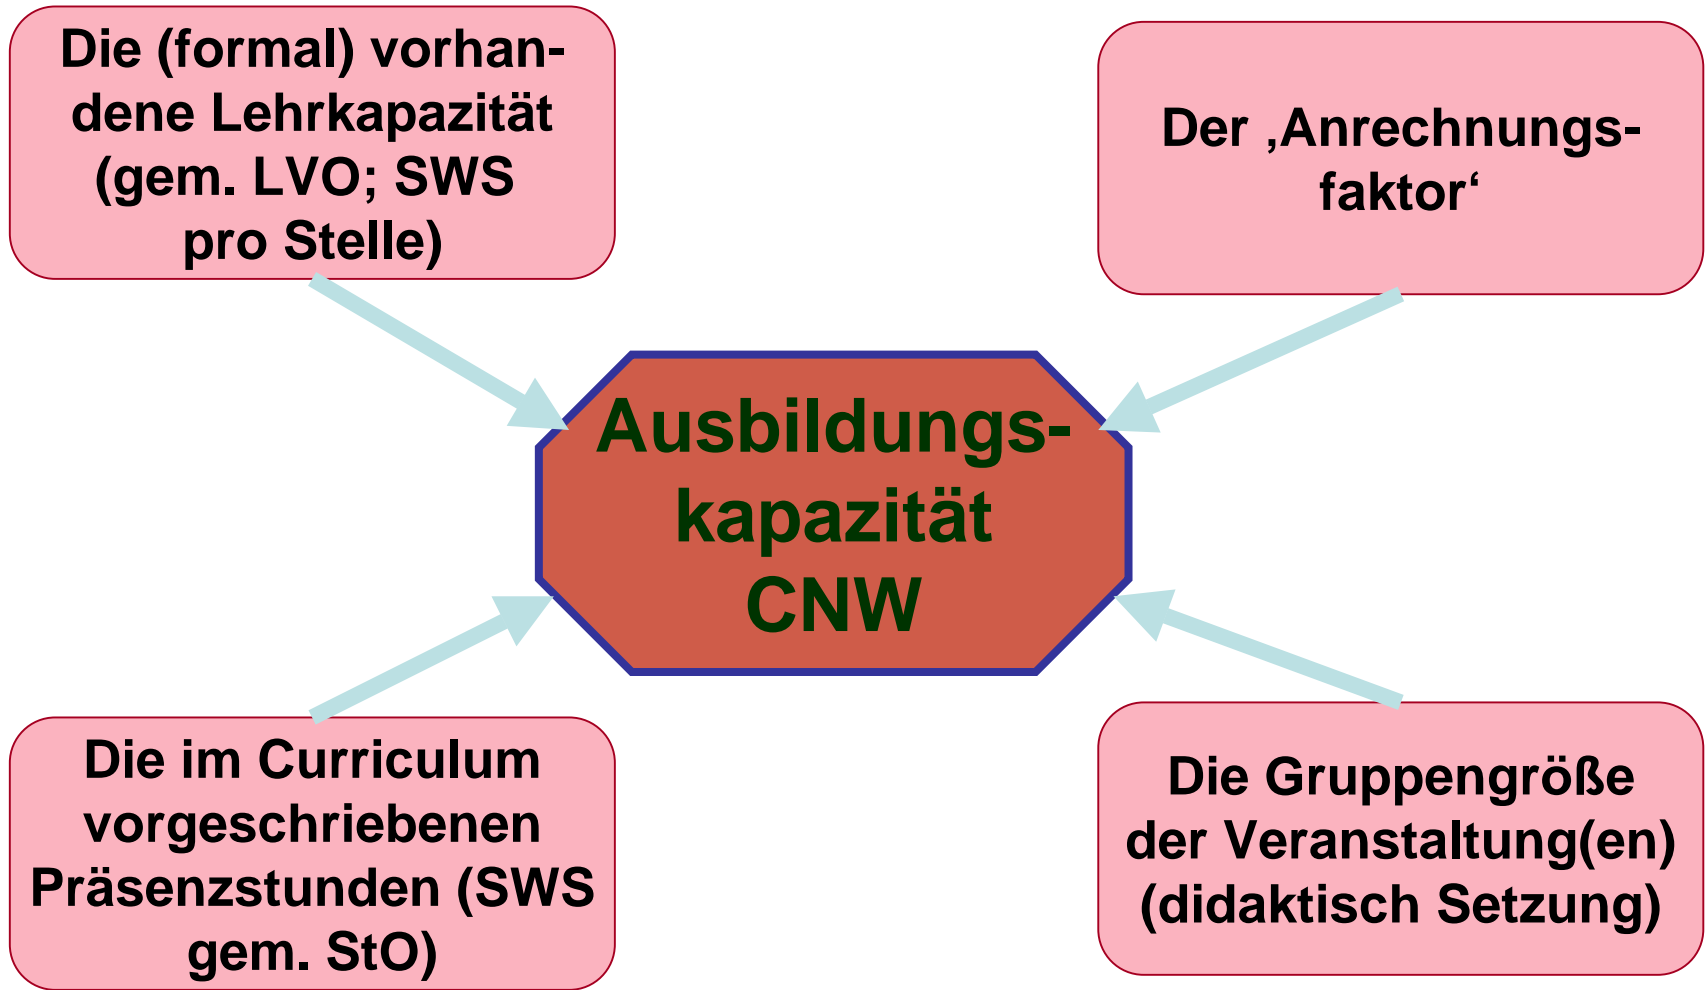 Die (formal) vorhan-
dene Lehrkapazität
(gem. LVO; SWS
pro Stelle)
Der ‚Anrechnungs-
faktor‘
Ausbildungs-
kapazität
CNW
Die im Curriculum
vorgeschriebenen
Präsenzstunden (SWS
gem. StO)
Die Gruppengröße
der Veranstaltung(en)
(didaktisch Setzung)